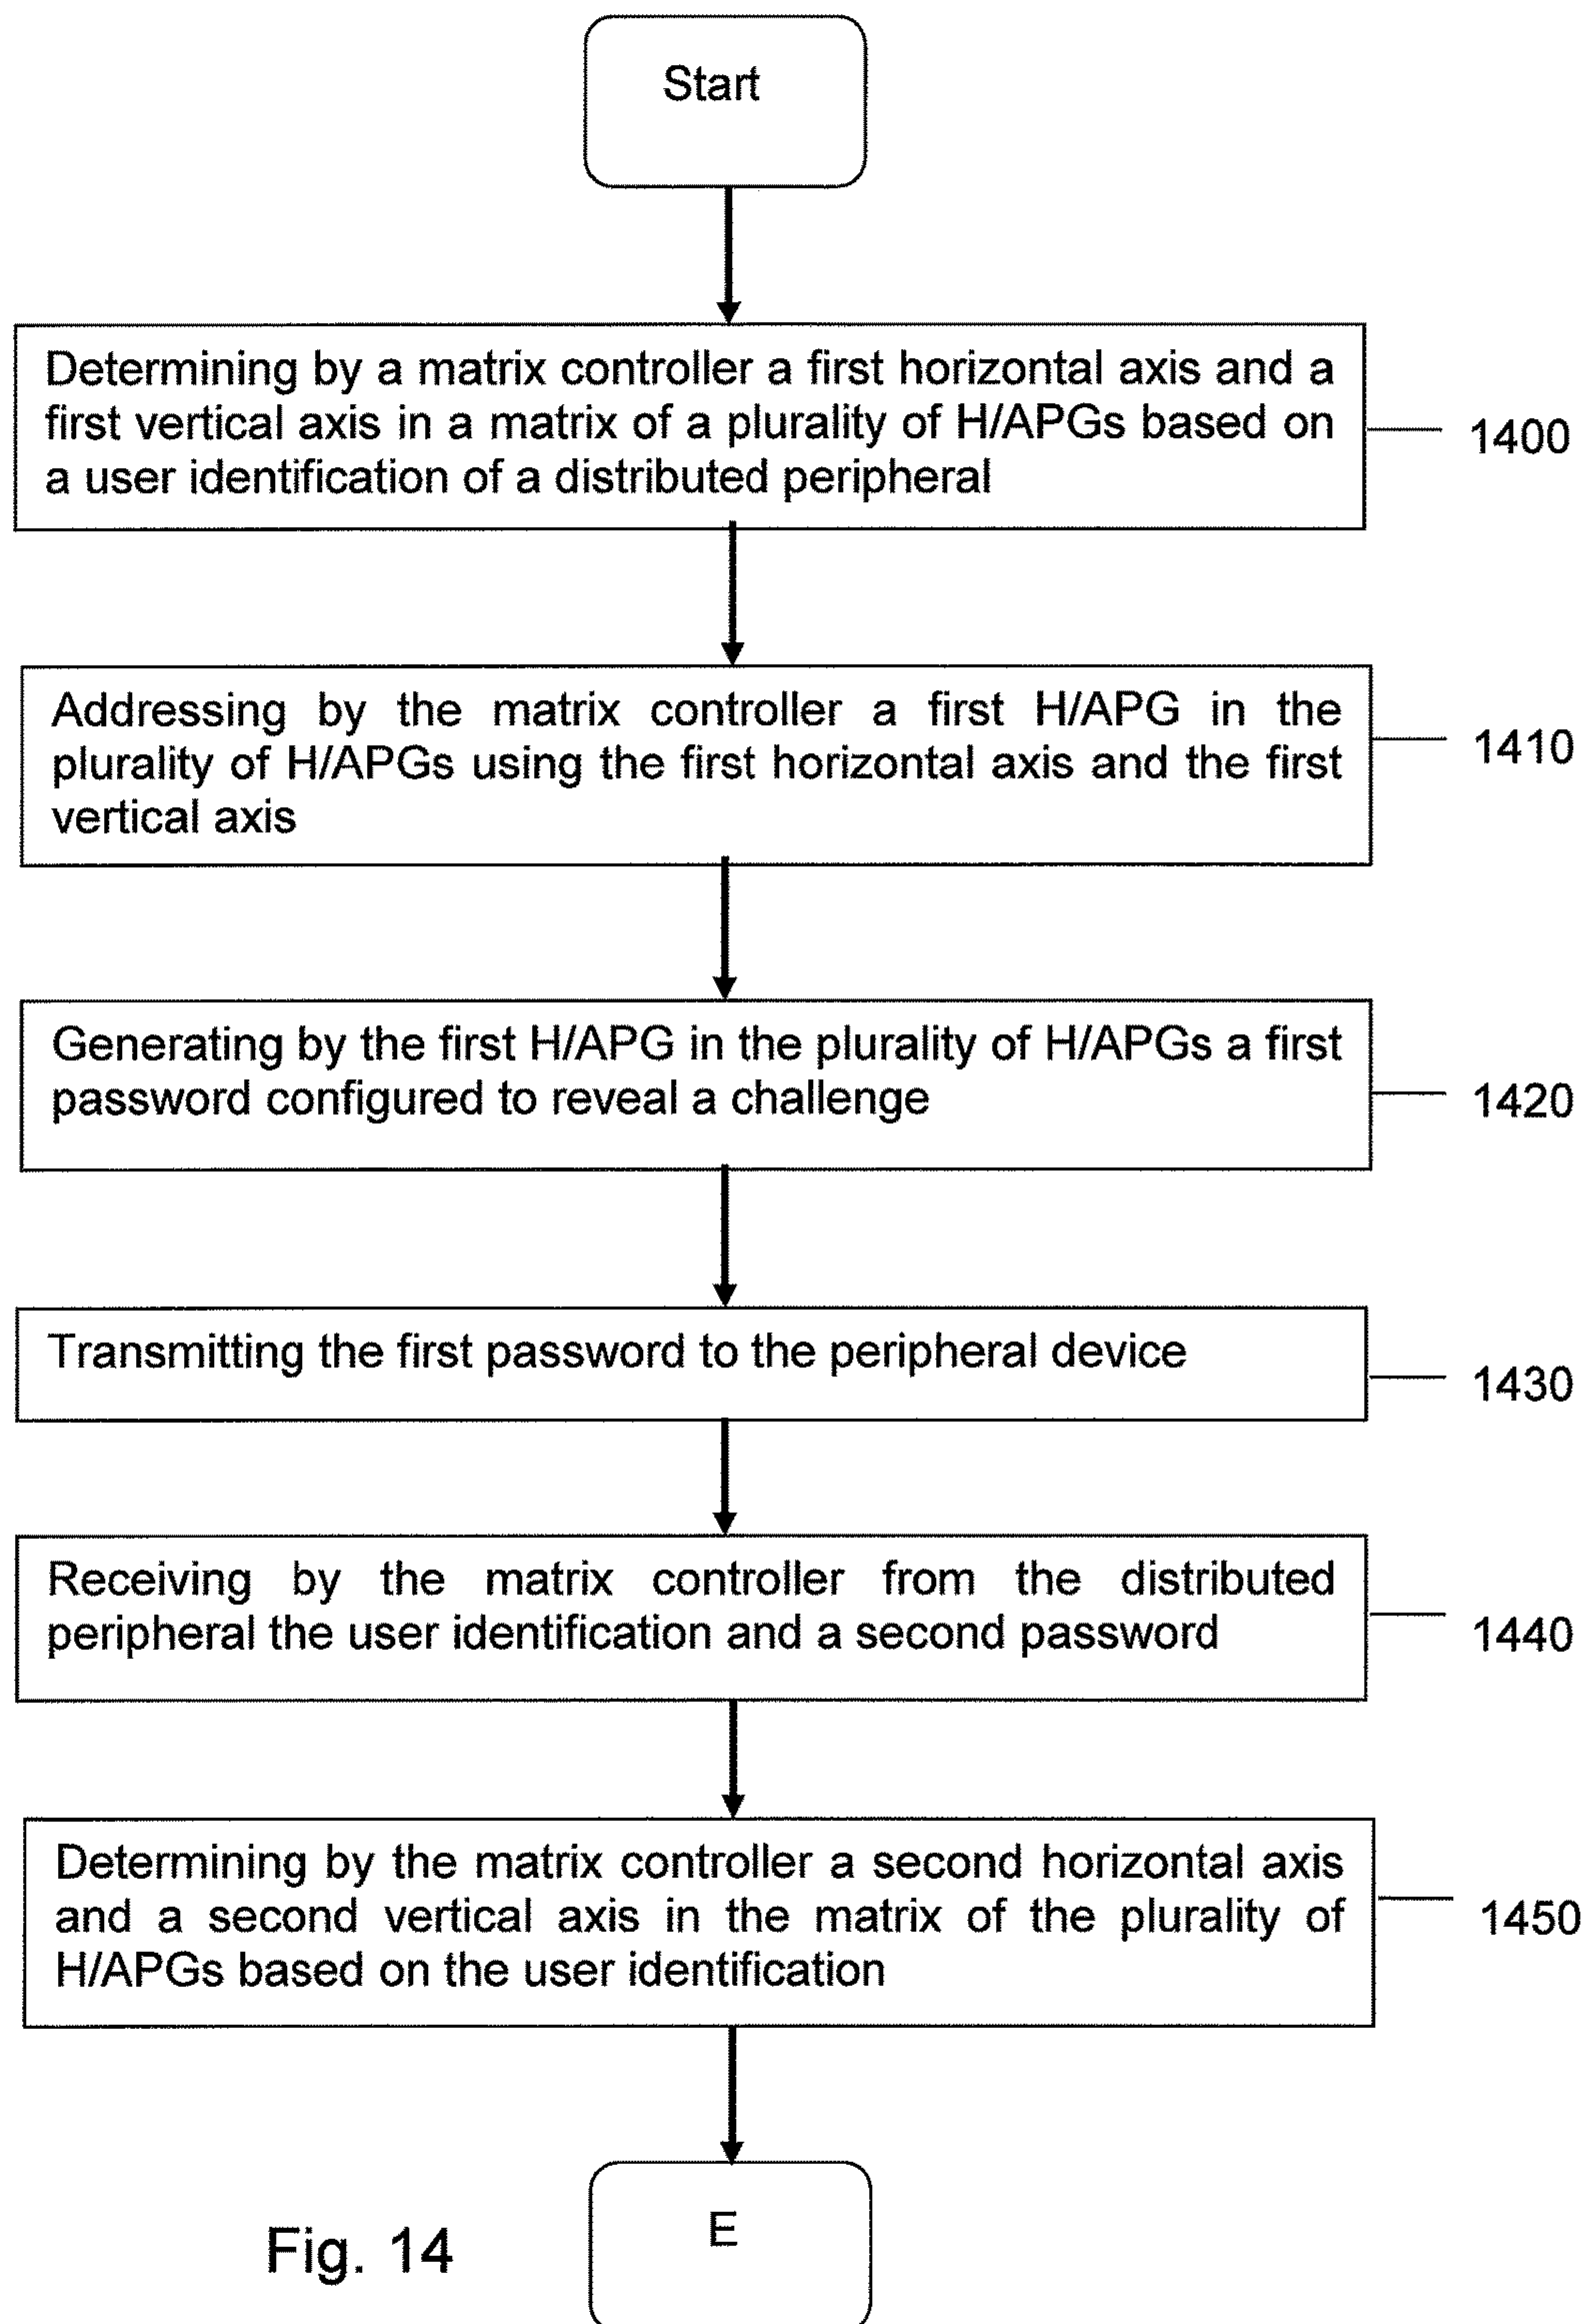 Start
Determining by a matrix controller a first horizontal axis and a
first vertical axis in a matrix of a plurality of H/APGs based on
a user identification of a distributed peripheral
1400
Addressing by the matrix controller a first H/APG in the
plurality of H/APGs using the first horizontal axis and the first
vertical axis
1410
Generating by the first H/APG in the plurality of H/APGs a first
password configured to reveal a challenge
1420
Transmitting the first password to the peripheral device
1430
Receiving by the matrix controller from the distributed
peripheral the user identification and a second password
1440
Determining by the matrix controller a second horizontal axis
and a second vertical axis in the matrix of the plurality of
H/APGs based on the user identification
1450
E
Fig. 14